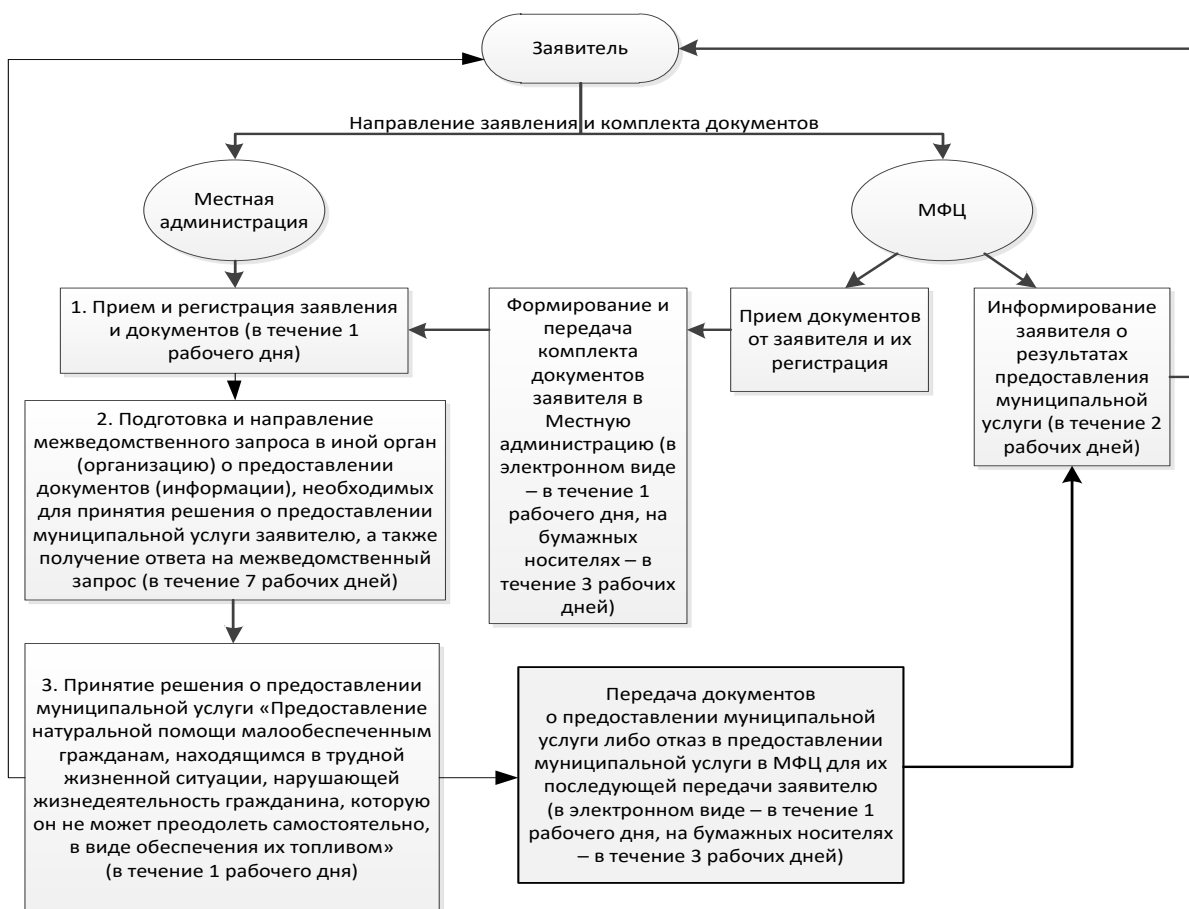 Заявитель
Направление заявления и комплекта документов
Местная
администрация
МФЦ
1. Прием и регистрация заявления
и документов (в течение 1
рабочего дня)
Формирование и
передача
комплекта
документов
заявителя в
Местную
администрацию (в
электронном виде
– в течение 1
рабочего дня, на
бумажных
носителях – в
течение 3 рабочих
дней)
Прием документов
от заявителя и их
регистрация
Информирование
заявителя о
результатах
предоставления
муниципальной
услуги (в течение 2
рабочих дней)
2. Подготовка и направление
межведомственного запроса в иной орган
(организацию) о предоставлении
документов (информации), необходимых
для принятия решения о предоставлении
муниципальной услуги заявителю, а также
получение ответа на межведомственный
запрос (в течение 7 рабочих дней)
3. Принятие решения о предоставлении
муниципальной услуги «Предоставление
натуральной помощи малообеспеченным
гражданам, находящимся в трудной
жизненной ситуации, нарушающей
жизнедеятельность гражданина, которую
он не может преодолеть самостоятельно,
в виде обеспечения их топливом»
(в течение 1 рабочего дня)
Передача документов
о предоставлении муниципальной
услуги либо отказ в предоставлении
муниципальной услуги в МФЦ для их
последующей передачи заявителю
(в электронном виде – в течение 1
рабочего дня, на бумажных носителях
– в течение 3 рабочих дней)